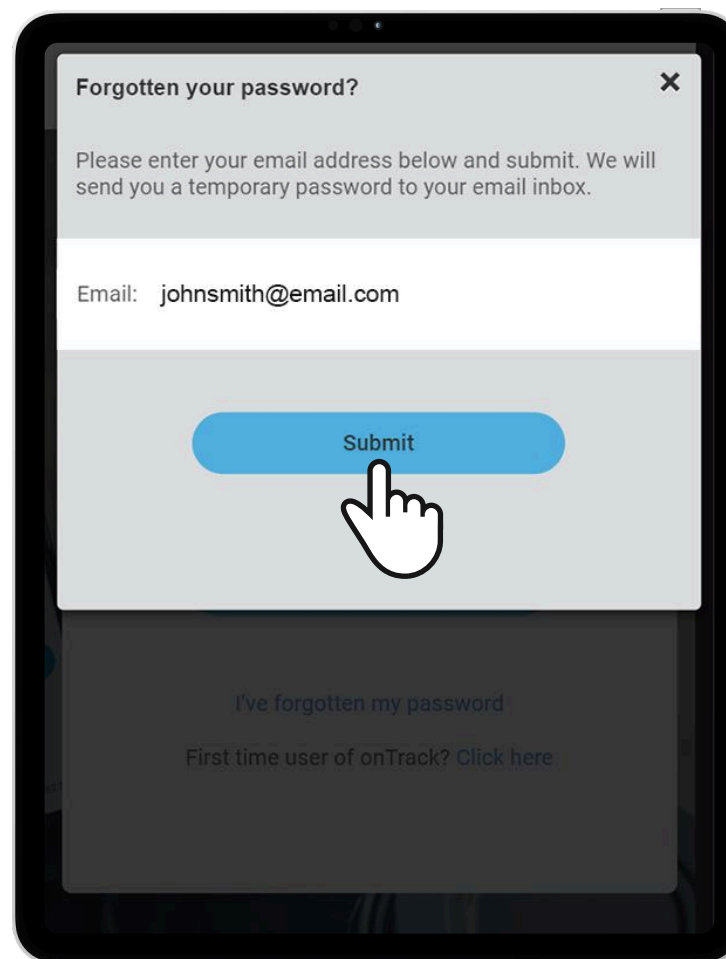 Forgotten your password?
Please enter your email address below and submit. We will
send you a temporary password to your email inbox.
Email: johnsmith@email.com
Submit
I've forgotten my password
First time user of onTrack? Click here